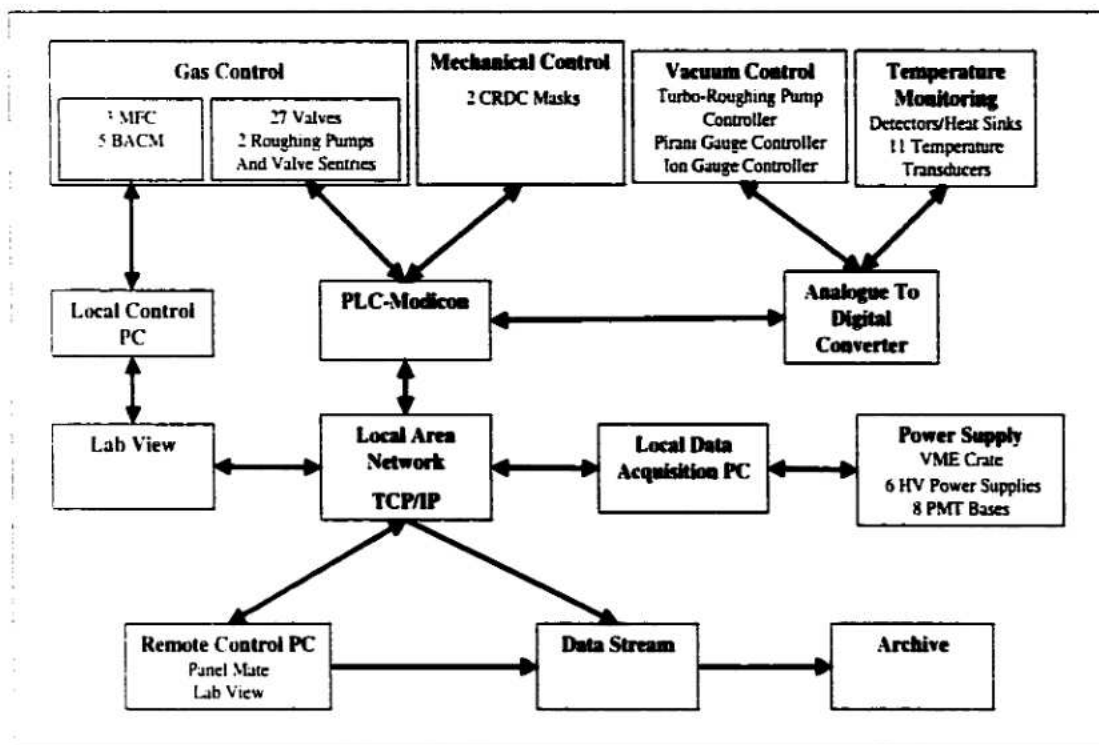 Gas Control
3 MFC
5 BACM
27 Valves
2 Roughing Pumps
And Valve Sentries
Mechanical Control
2 CRDC Masks
Vacuum Control
Turbo-Roughing Pump
Controller
Pirani Gauge Controller
Ion Gauge Controller
Temperature
Monitoring
Detectors/Heat Sinks
11 Temperature
Transducers
Local Control
PC
PLC-Modicon
Analogue To
Digital
Converter
Lab View
Local Area
Network
TCP/IP
Local Data
Acquisition PC
Power Supply
VME Crate
6 HV Power Supplies
8 PMT Bases
Remote Control PC
Panel Mate
Lab View
Data Stream
Archive